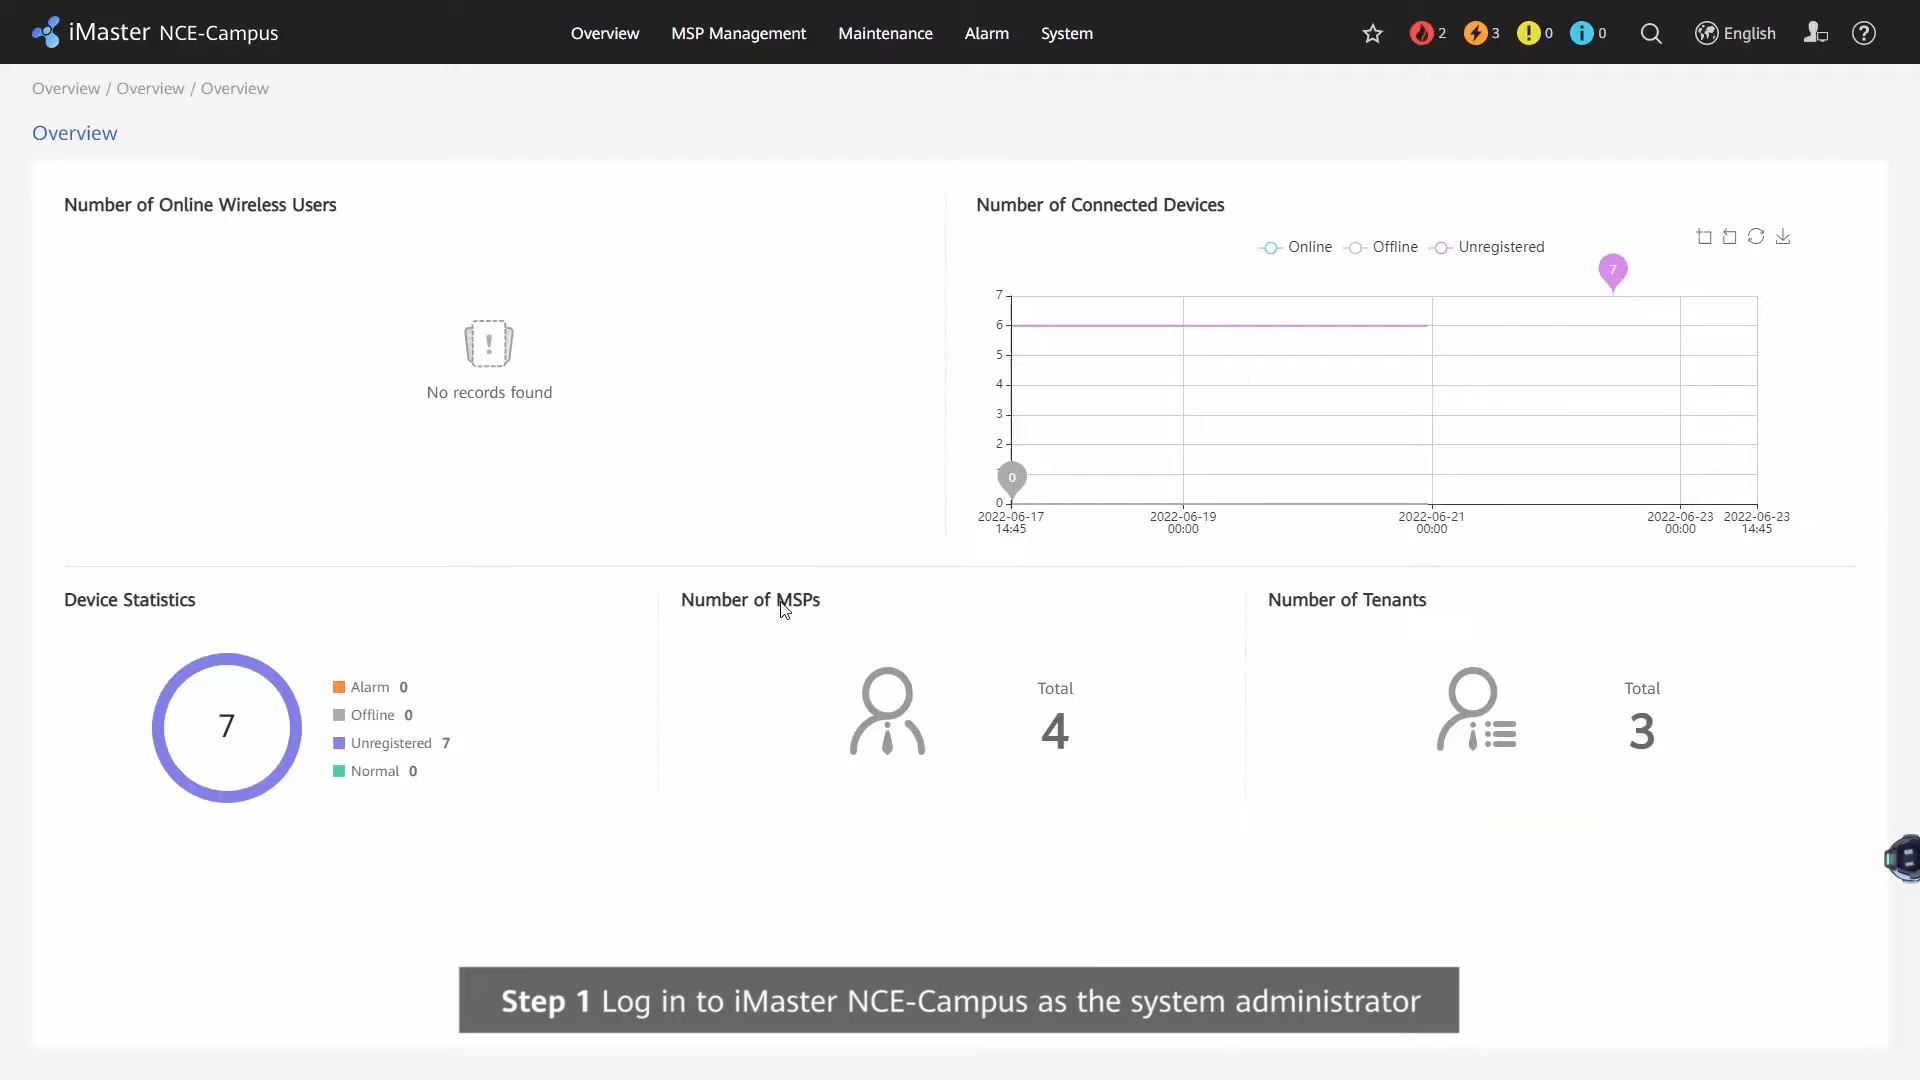 iMaster NCE-Campus
Overview MSP Management Maintenance Alarm System
2 3 0 0 English
Overview / Overview / Overview
Overview
Number of Online Wireless Users
No records found
Number of Connected Devices
Online Offline Unregistered
7
7
6
5
4
3
2
0
0
2022-06-17 14:45
2022-06-19 00:00
2022-06-21 00:00
2022-06-23 00:00
2022-06-23 14:45
Device Statistics
7
Alarm 0
Offline 0
Unregistered 7
Normal 0
Number of MSPs
Total
4
Number of Tenants
Total
3
Step 1 Log in to iMaster NCE-Campus as the system administrator